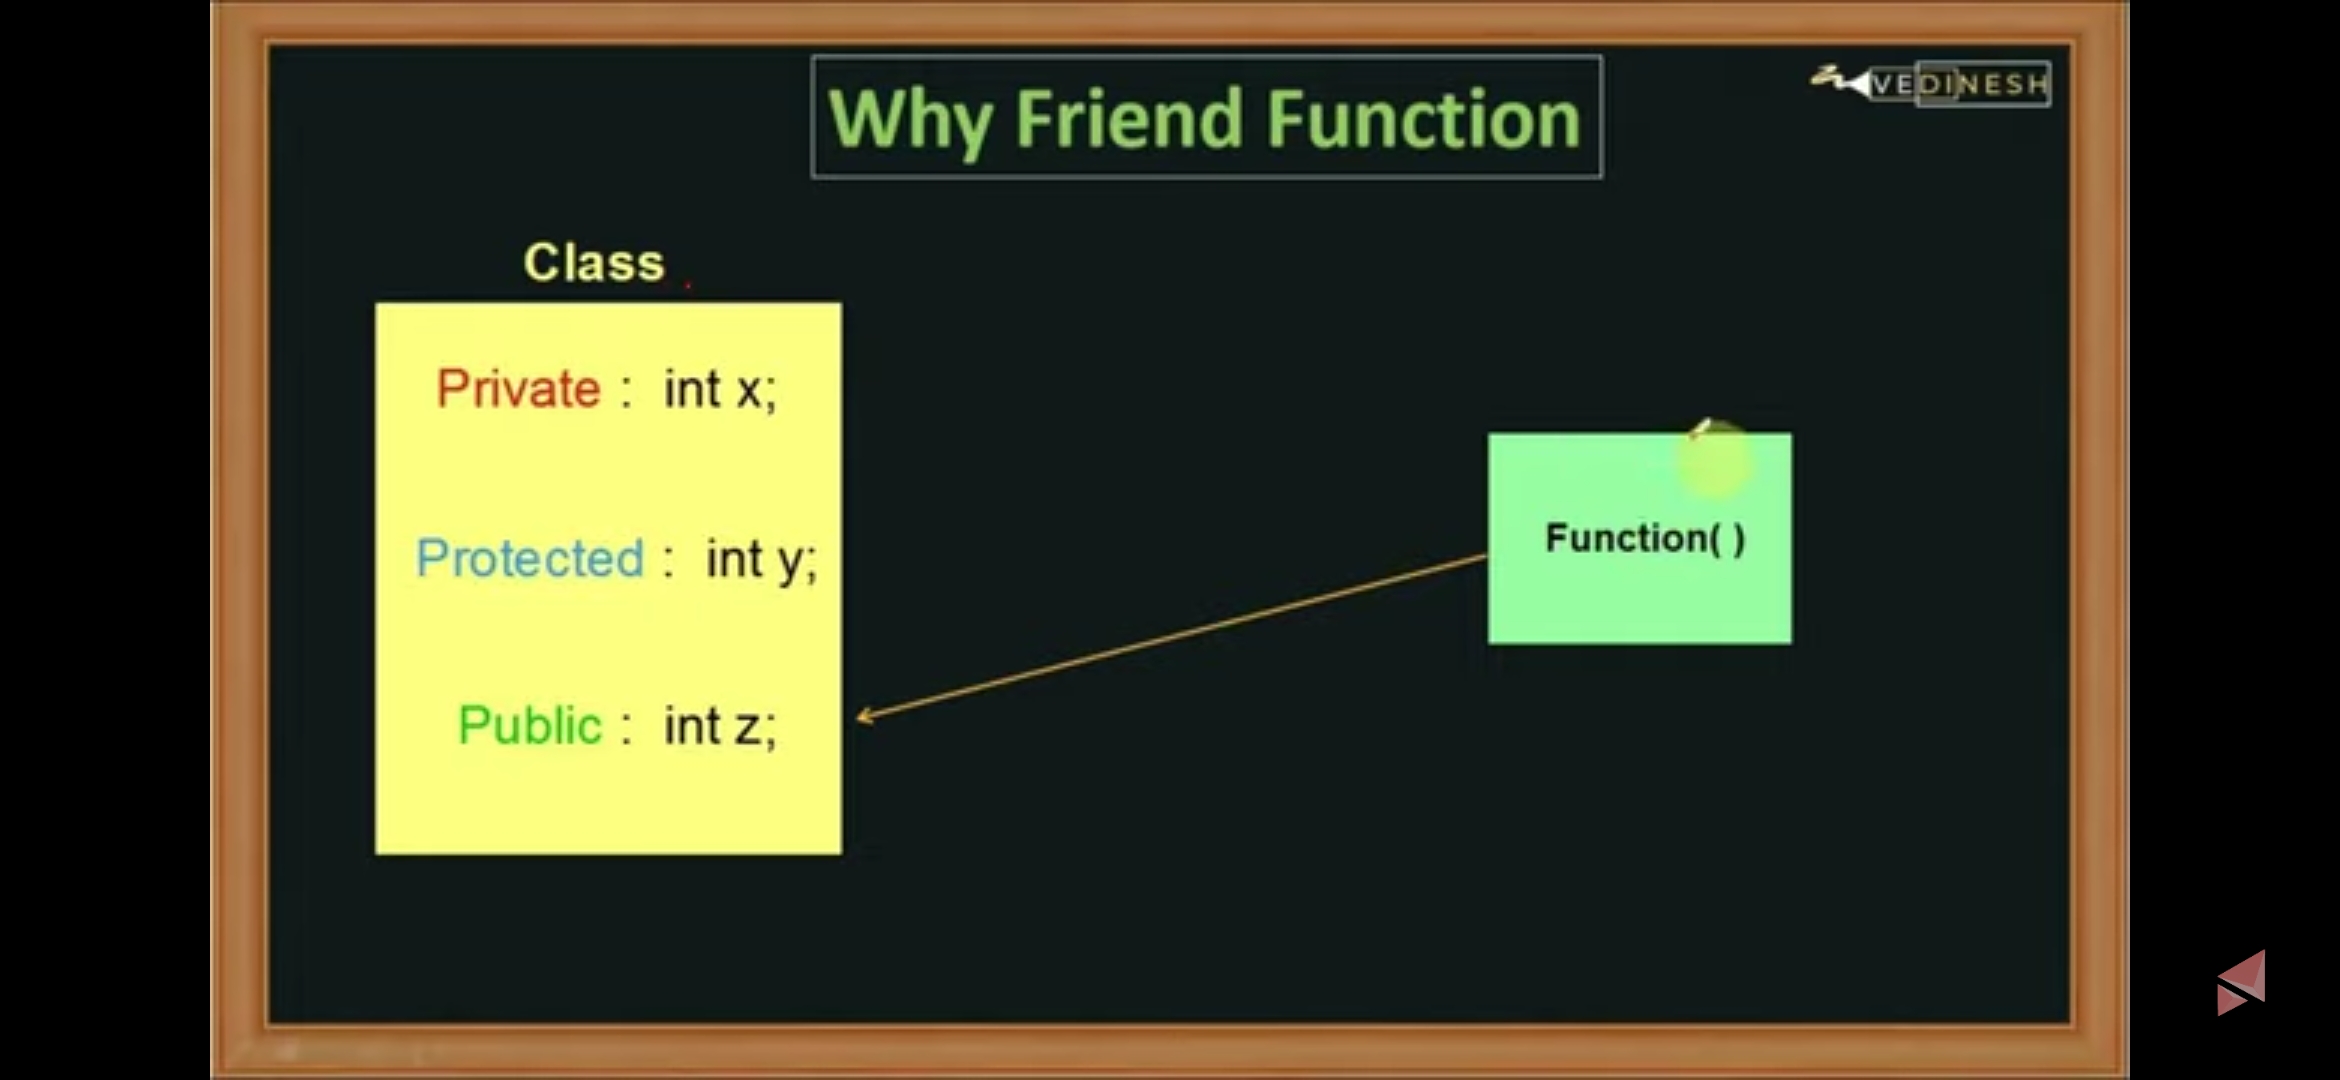 Why Friend Function
VEDINESH
Class
Private : int x;
Protected : int y;
Public : int z;
Function( )